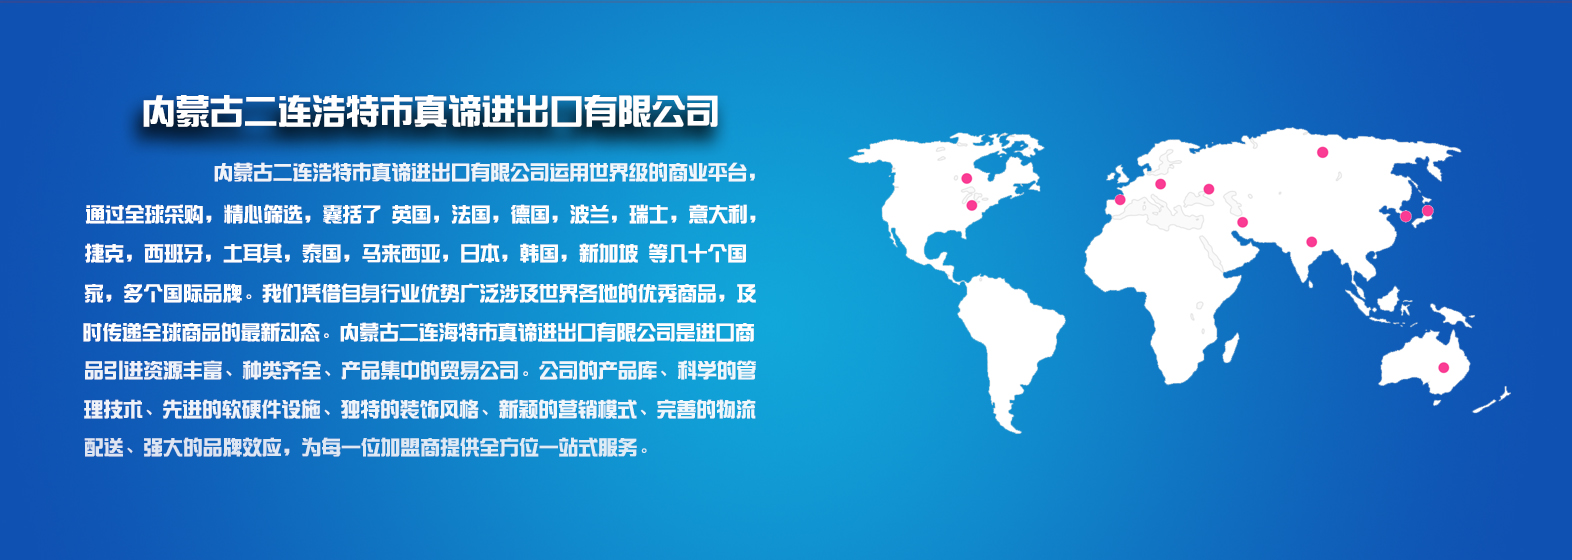 内蒙古二连浩特市真谛进出口有限公司
内蒙古二连浩特市真谛进出口有限公司运用世界级的商业平台，
通过全球采购，精心筛选，囊括了 英国，法国，德国，波兰，瑞士，意大利，
捷克，西班牙，土耳其，泰国，马来西亚，日本，韩国，新加坡 等几十个国
家，多个国际品牌。我们凭借自身行业优势广泛涉及世界各地的优秀商品，及
时传递全球商品的最新动态。内蒙古二连海特市真谛进出口有限公司是进口商
品引进资源丰富、种类齐全、产品集中的贸易公司。公司的产品库、科学的管
理技术、先进的软硬件设施、独特的装饰风格、新颖的营销模式、完善的物流
配送、强大的品牌效应，为每一位加盟商提供全方位一站式服务。